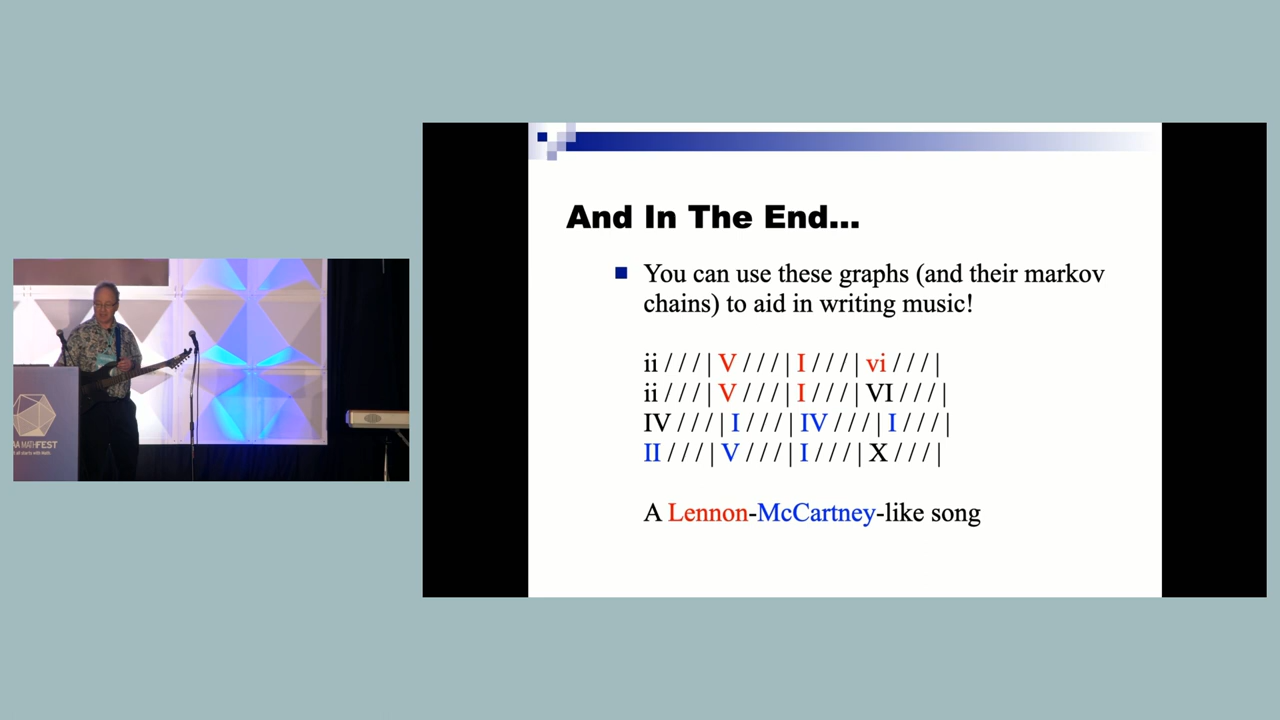 And In The End...
You can use these graphs (and their markov
chains) to aid in writing music!
ii / / / | V / / / | I / / / | vi / / / |
ii / / / | V / / / | I / / / | VI / / / |
IV / / / | I / / / | IV / / / | I / / / |
II / / / | V / / / | I / / / | X / / / |
A Lennon-McCartney-like song
MATHFEST